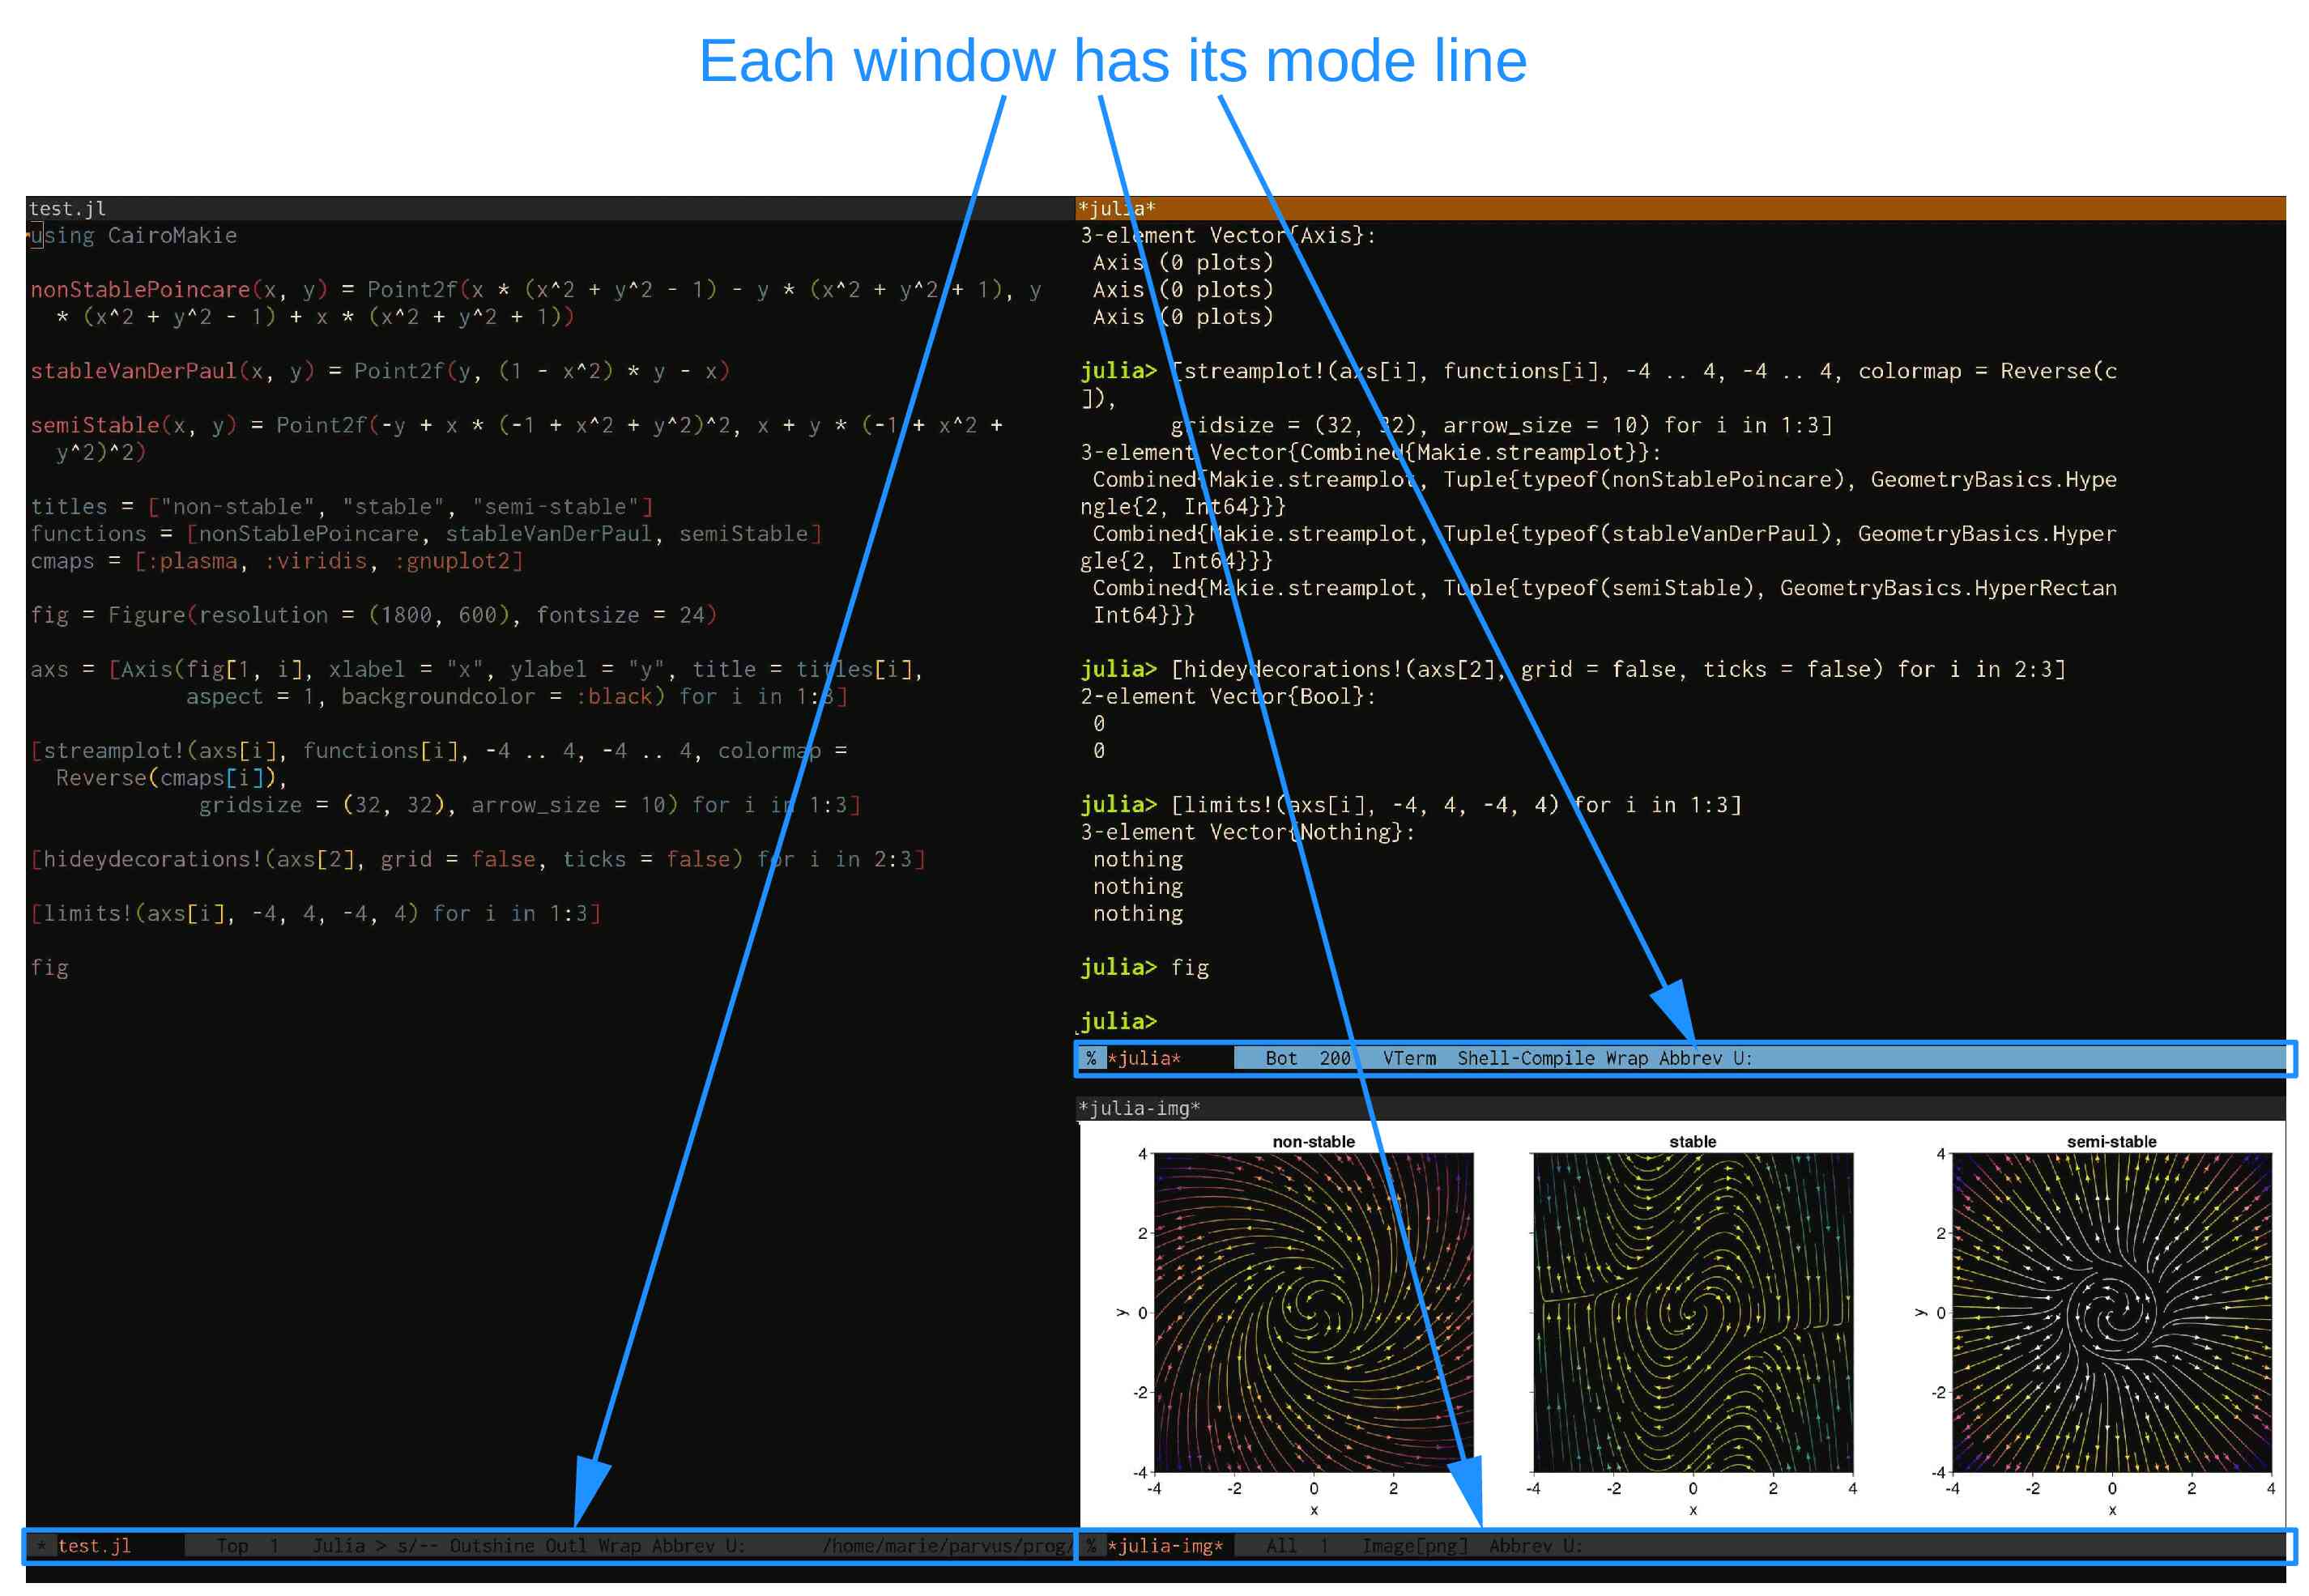 Each window has its mode line
test.jl
using CairoMakie
nonStablePoincare(x, y) = Point2f(x * (x^2 + y^2 - 1) - y * (x^2 + y^2 + 1), y
* (x^2 + y^2 - 1) + x * (x^2 + y^2 + 1))
stableVanDerPaul(x, y) = Point2f(y, (1 - x^2) * y - x)
semiStable(x, y) = Point2f(-y + x * (-1 + x^2 + y^2)^2, x + y * (-1 + x^2 +
y^2)^2)
titles = ["non-stable", "stable", "semi-stable"]
functions = [nonStablePoincare, stableVanDerPaul, semiStable]
cmaps = [:plasma, :viridis, :gnuplot2]
fig = Figure(resolution = (1800, 600), fontsize = 24)
axs = [Axis(fig[1, i], xlabel = "x", ylabel = "y", title = titles[i],
aspect = 1, backgroundcolor = :black) for i in 1:3]
[streamplot!(axs[i], functions[i], -4 .. 4, -4 .. 4, colormap =
Reverse(cmaps[i]),
gridsize = (32, 32), arrow_size = 10) for i in 1:3]
[hideydecorations!(axs[2], grid = false, ticks = false) for i in 2:3]
[limits!(axs[i], -4, 4, -4, 4) for i in 1:3]
fig
* test.jl Top 1 Julia > s/-- Outshine Outl Wrap Abbrev U: /home/marie/parvus/prog/
*julia*
3-element Vector{Axis}:
Axis (0 plots)
Axis (0 plots)
Axis (0 plots)
julia> [streamplot!(axs[i], functions[i], -4 .. 4, -4 .. 4, colormap = Reverse(c
]),
gridsize = (32, 32), arrow_size = 10) for i in 1:3]
3-element Vector{Combined{Makie.streamplot}}:
Combined{Makie.streamplot, Tuple{typeof(nonStablePoincare), GeometryBasics.Hype
ngle{2, Int64}}}
Combined{Makie.streamplot, Tuple{typeof(stableVanDerPaul), GeometryBasics.Hyper
gle{2, Int64}}}
Combined{Makie.streamplot, Tuple{typeof(semiStable), GeometryBasics.HyperRectan
Int64}}}
julia> [hideydecorations!(axs[2], grid = false, ticks = false) for i in 2:3]
2-element Vector{Bool}:
0
0
julia> [limits!(axs[i], -4, 4, -4, 4) for i in 1:3]
3-element Vector{Nothing}:
nothing
nothing
nothing
julia> fig
julia>
% *julia* Bot 200 VTerm Shell-Compile Wrap Abbrev U:
*julia-img*
non-stable
4
2
y 0
-2
-4
-4 -2 0 2
x
stable
-4 -2 0 2 4
x
semi-stable
4
2
y 0
-2
-4
-4 -2 0 2 4
x
% *julia-img* All 1 Image[png] Abbrev U: